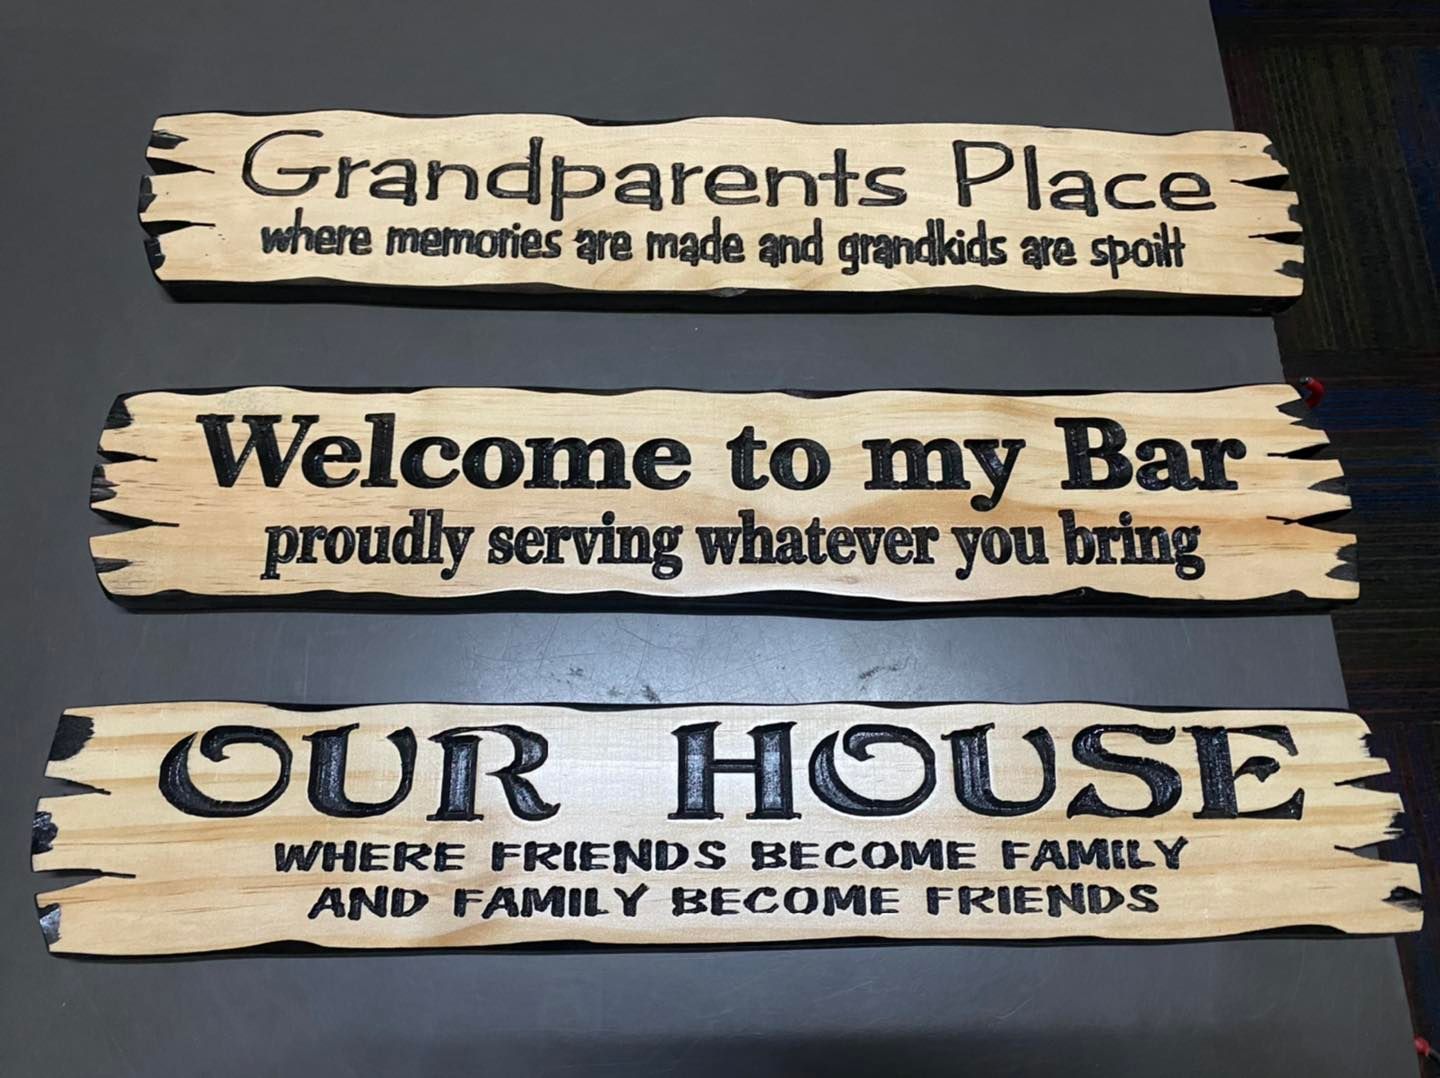 Grandparents Place
where memories are made and grandkids are spoilt
Welcome to my Bar
proudly serving whatever you bring
OUR HOUSE
WHERE FRIENDS BECOME FAMILY
AND FAMILY BECOME FRIENDS